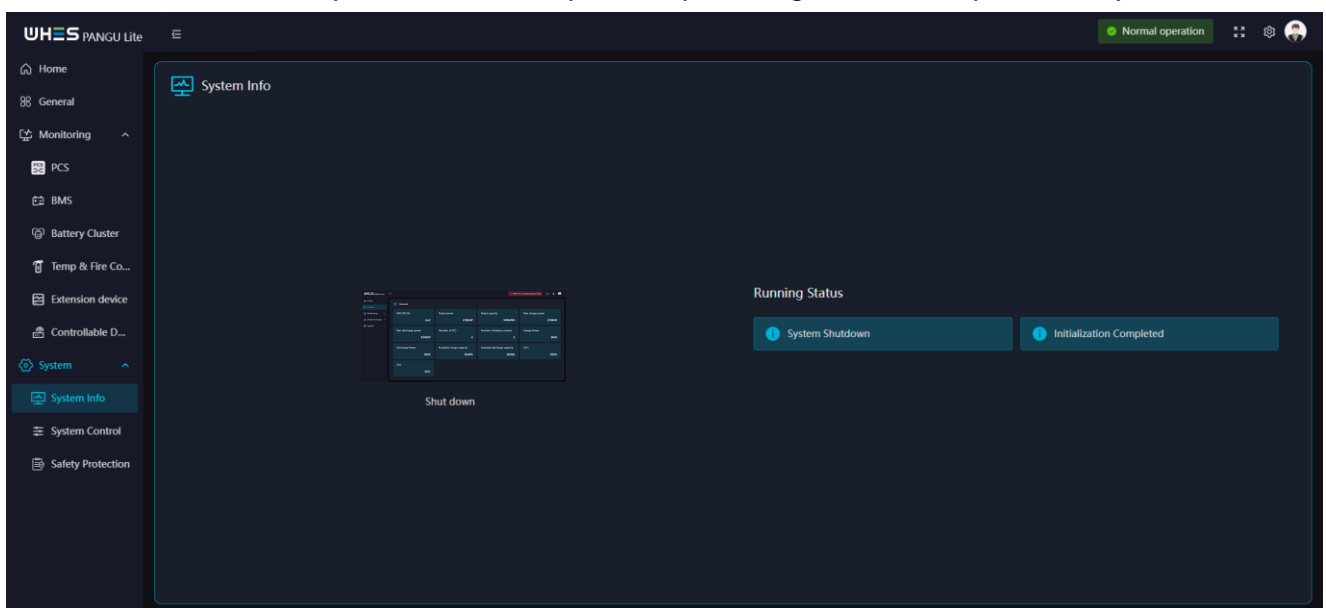 WHES PANGU Lite
Normal operation
Home
General
Monitoring
PCS
BMS
Battery Cluster
Temp & Fire Co...
Extension device
Controllable D...
System
System Info
System Control
Safety Protection
System Info
Shut down
Running Status
System Shutdown
Initialization Completed